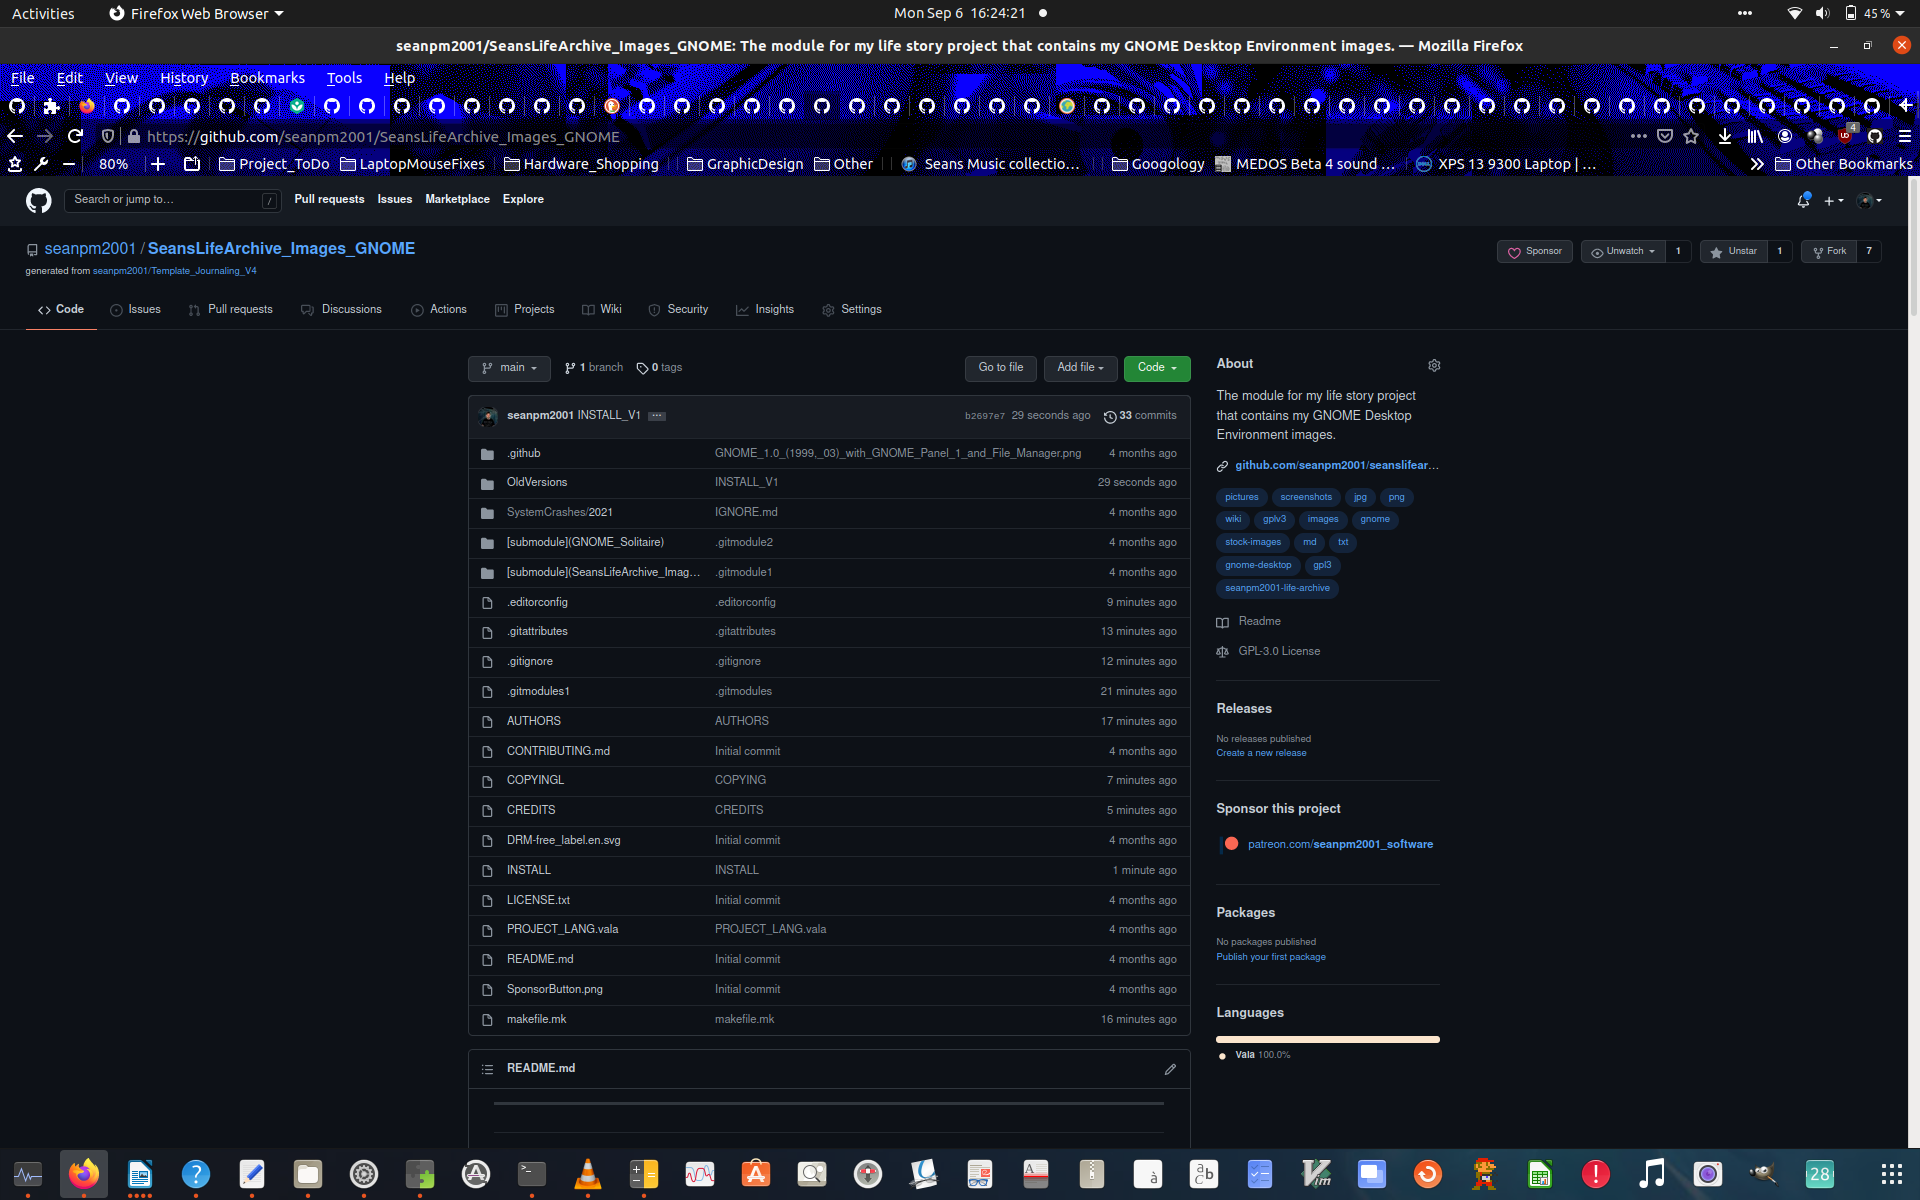 Activities Firefox Web Browser Mon Sep 6 16:24:21 45 %
seanpm2001/SeansLifeArchive_Images_GNOME: The module for my life story project that contains my GNOME Desktop Environment images. — Mozilla Firefox
File Edit View History Bookmarks Tools Help
https://github.com/seanpm2001/SeansLifeArchive_Images_GNOME 4
80% Project_ToDo LaptopMouseFixes Hardware_Shopping GraphicDesign Other Seans Music collectio… Googology MEDOS Beta 4 sound … XPS 13 9300 Laptop | … Other Bookmarks
Search or jump to… / Pull requests Issues Marketplace Explore
seanpm2001 / SeansLifeArchive_Images_GNOME Sponsor Unwatch 1 Unstar 1 Fork 7
generated from seanpm2001/Template_Journaling_V4
Code Issues Pull requests Discussions Actions Projects Wiki Security Insights Settings
main 1 branch 0 tags Go to file Add file Code
seanpm2001 INSTALL_V1 ... b2697e7 29 seconds ago 33 commits
.github GNOME_1.0_(1999,_03)_with_GNOME_Panel_1_and_File_Manager.png 4 months ago
OldVersions INSTALL_V1 29 seconds ago
SystemCrashes/2021 IGNORE.md 4 months ago
[submodule](GNOME_Solitaire) .gitmodule2 4 months ago
[submodule](SeansLifeArchive_Imag… .gitmodule1 4 months ago
.editorconfig .editorconfig 9 minutes ago
.gitattributes .gitattributes 13 minutes ago
.gitignore .gitignore 12 minutes ago
.gitmodules1 .gitmodules 21 minutes ago
AUTHORS AUTHORS 17 minutes ago
CONTRIBUTING.md Initial commit 4 months ago
COPYINGL COPYING 7 minutes ago
CREDITS CREDITS 5 minutes ago
DRM-free_label.en.svg Initial commit 4 months ago
INSTALL INSTALL 1 minute ago
LICENSE.txt Initial commit 4 months ago
PROJECT_LANG.vala PROJECT_LANG.vala 4 months ago
README.md Initial commit 4 months ago
SponsorButton.png Initial commit 4 months ago
makefile.mk makefile.mk 16 minutes ago
README.md
About
The module for my life story project
that contains my GNOME Desktop
Environment images.
github.com/seanpm2001/seanslifear…
pictures screenshots jpg png
wiki gplv3 images gnome
stock-images md txt
gnome-desktop gpl3
seanpm2001-life-archive
Readme
GPL-3.0 License
Releases
No releases published
Create a new release
Sponsor this project
patreon.com/seanpm2001_software
Packages
No packages published
Publish your first package
Languages
Vala 100.0%
28